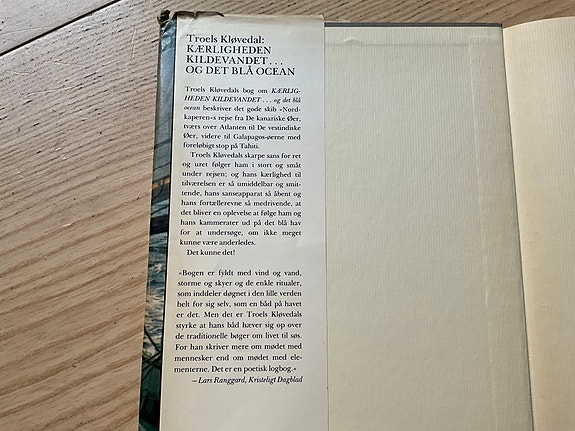 Troels Kløvedal:
KÆRLIGHEDEN
KILDEVANDET . . .
OG DET BLÅ OCEAN
Troels Kløvedals bog om KÆRLIG-
HEDEN KILDEVANDET . . . og det blå
ocean beskriver det gode skib »Nord-
kaperen«s rejse fra De kanariske Øer,
tværs over Atlanten til De vestindiske
Øer, videre til Galapagos-øerne med
foreløbigt stop på Tahiti.
Troels Kløvedals skarpe sans for ret
og uret følger ham i stort og småt
under rejsen; og hans kærlighed til
tilværelsen er så umiddelbar og smit-
tende, hans sanseapparat så åbent og
hans fortællerevne så medrivende, at
det bliver en oplevelse at følge ham og
hans kammerater ud på det blå hav
for at undersøge, om ikke meget
kunne være anderledes.
Det kunne det!
»Bogen er fyldt med vind og vand,
storme og skyer og de enkle ritualer,
som inddeler døgnet i den lille verden
helt for sig selv, som en båd på havet
er det. Men det er Troels Kløvedals
styrke at hans båd hæver sig op over
de traditionelle bøger om livet til søs.
For han skriver mere om mødet med
mennesker end om mødet med ele-
menterne. Det er en poetisk logbog.«
– Lars Ranggard, Kristeligt Dagblad